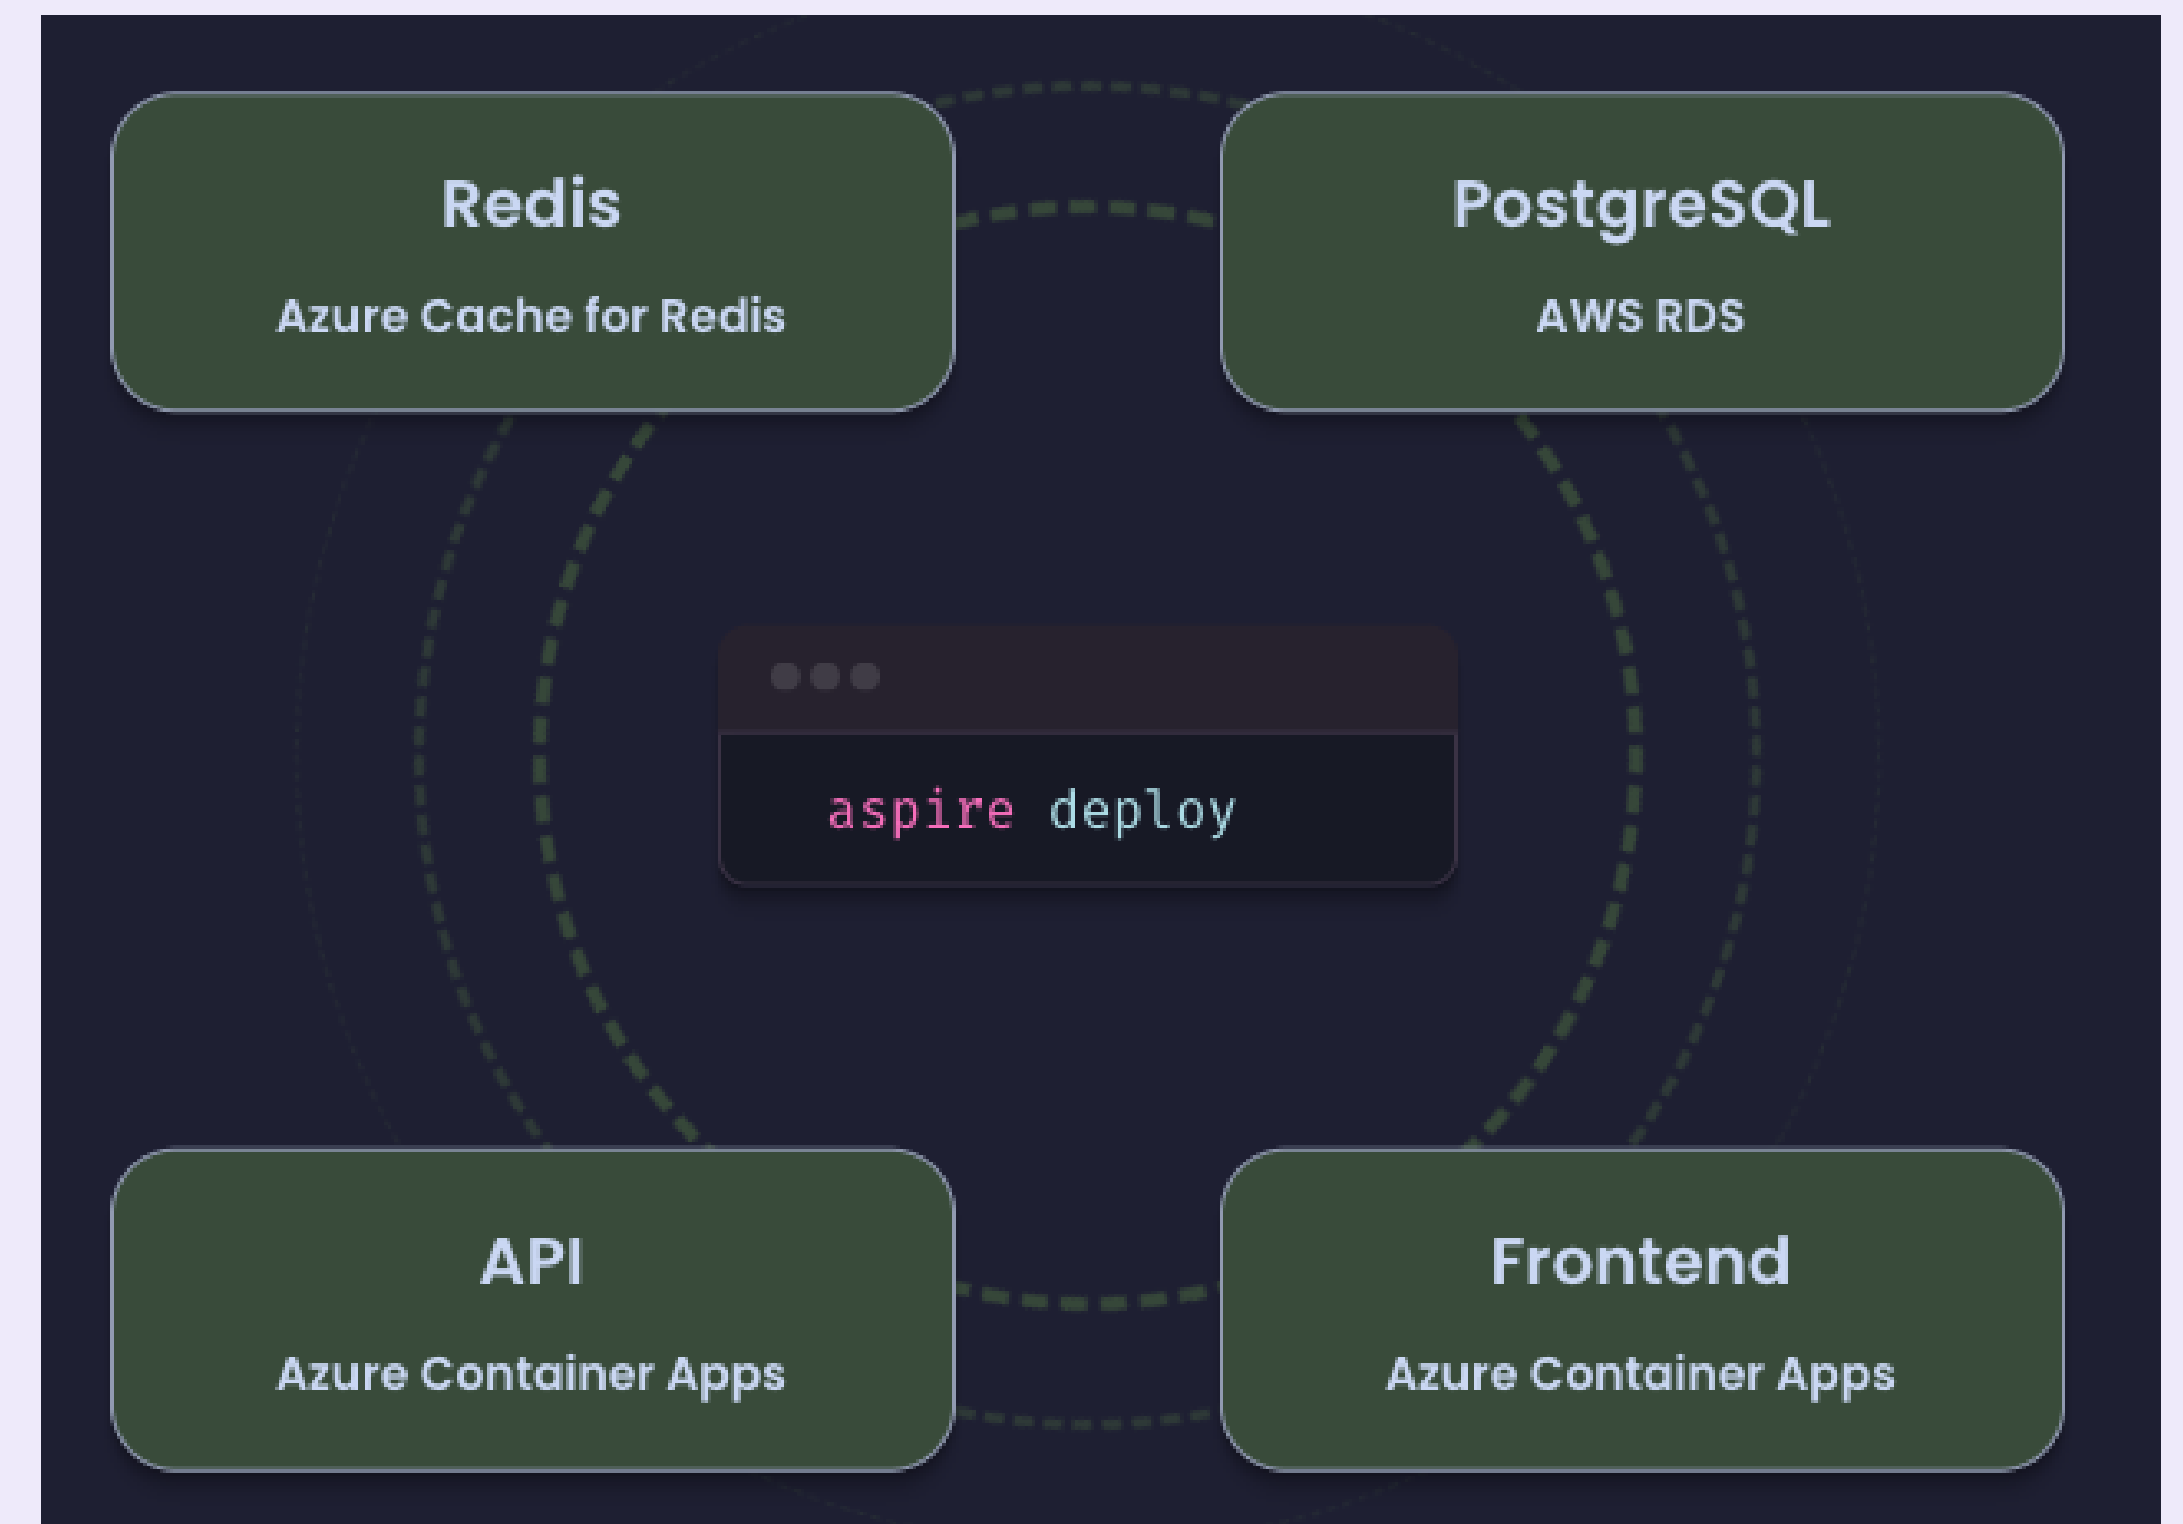 Redis
Azure Cache for Redis
PostgreSQL
AWS RDS
aspire deploy
API
Azure Container Apps
Frontend
Azure Container Apps